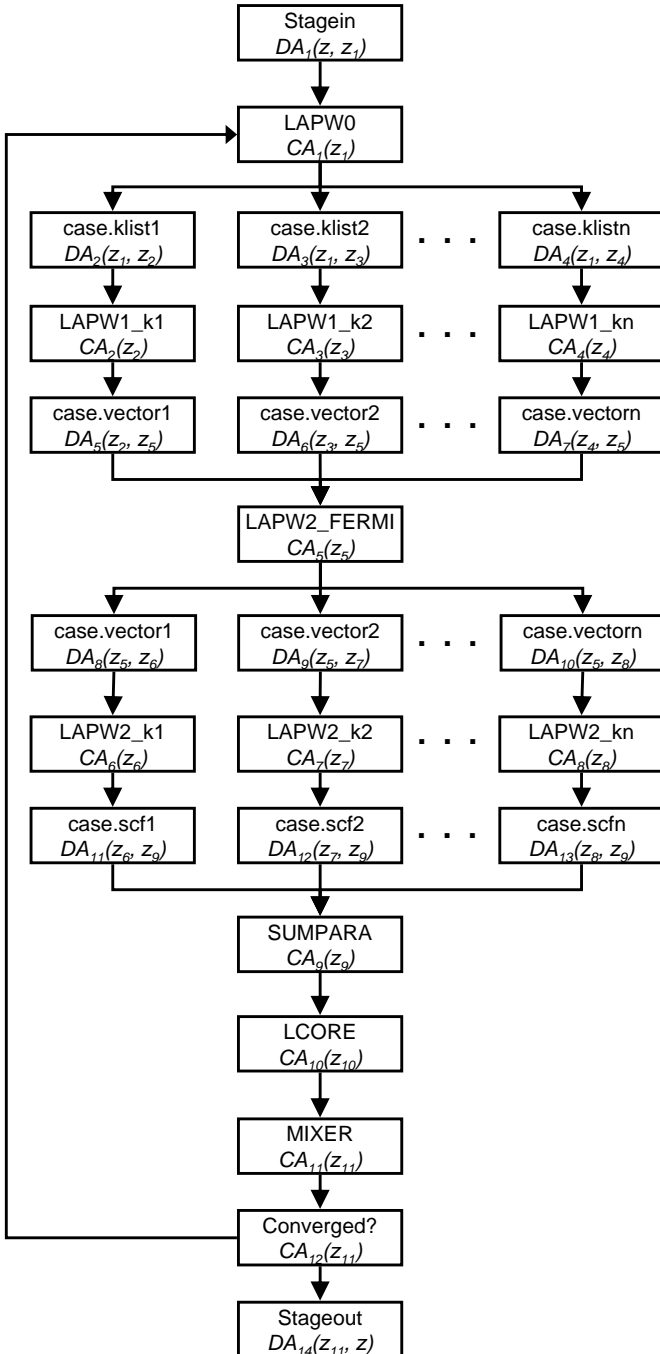 Stagein
DA₁(z, z₁)
LAPW0
CA₁(z₁)
case.klist1
DA₂(z₁, z₂)
case.klist2
DA₃(z₁, z₃)
. . .
case.klistn
DA₄(z₁, z₄)
LAPW1_k1
CA₂(z₂)
LAPW1_k2
CA₃(z₃)
. . .
LAPW1_kn
CA₄(z₄)
case.vector1
DA₅(z₂, z₅)
case.vector2
DA₆(z₃, z₅)
. . .
case.vectorn
DA₇(z₄, z₅)
LAPW2_FERMI
CA₅(z₅)
case.vector1
DA₈(z₅, z₆)
case.vector2
DA₉(z₅, z₇)
. . .
case.vectorn
DA₁₀(z₅, z₈)
LAPW2_k1
CA₆(z₆)
LAPW2_k2
CA₇(z₇)
. . .
LAPW2_kn
CA₈(z₈)
case.scf1
DA₁₁(z₆, z₉)
case.scf2
DA₁₂(z₇, z₉)
. . .
case.scfn
DA₁₃(z₈, z₉)
SUMPARA
CA₉(z₉)
LCORE
CA₁₀(z₁₀)
MIXER
CA₁₁(z₁₁)
Converged?
CA₁₂(z₁₁)
Stageout
DA₁₄(z₁₁, z)